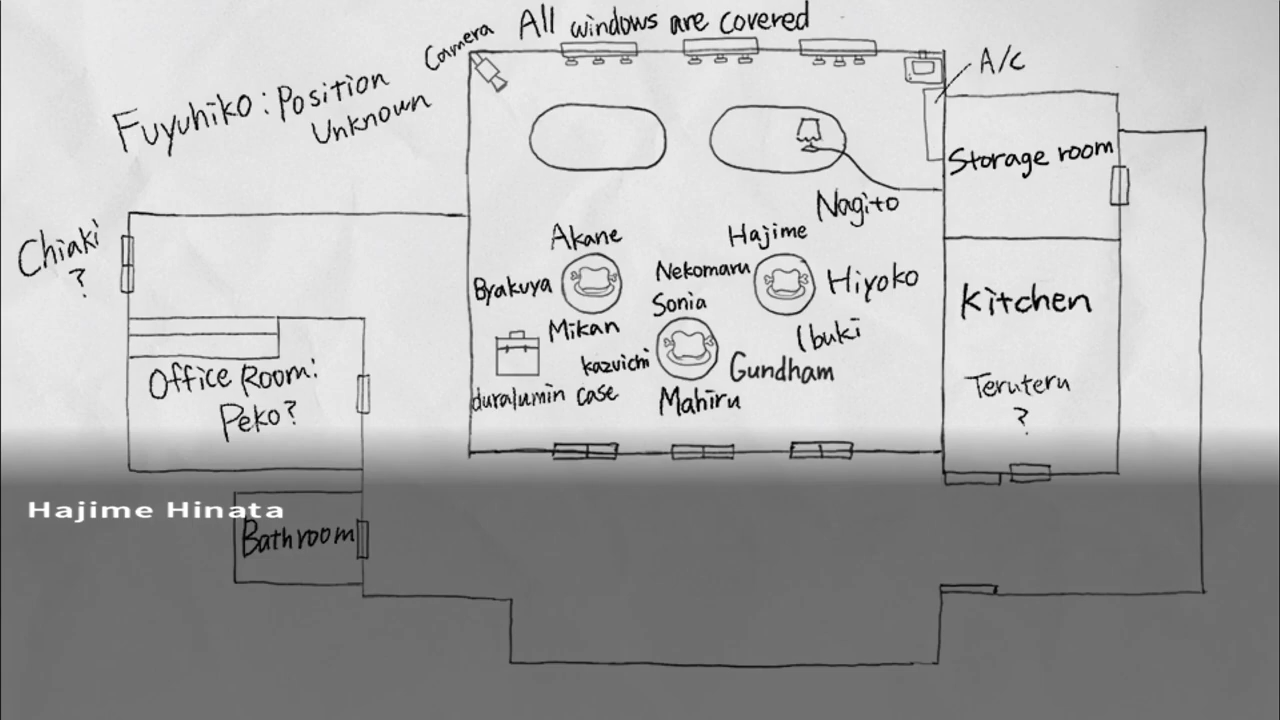 All windows are covered
Camera
A/C
Fuyuhiko : Position
Unknown
Storage room
Nagito
Chiaki
?
Akane
Hajime
Byakuya
Nekomaru
Hiyoko
Sonia
Kitchen
Mikan
Ibuki
kazuichi
Gundham
Office Room:
Peko?
duralumin case
Mahiru
Teruteru
?
Hajime Hinata
Bathroom